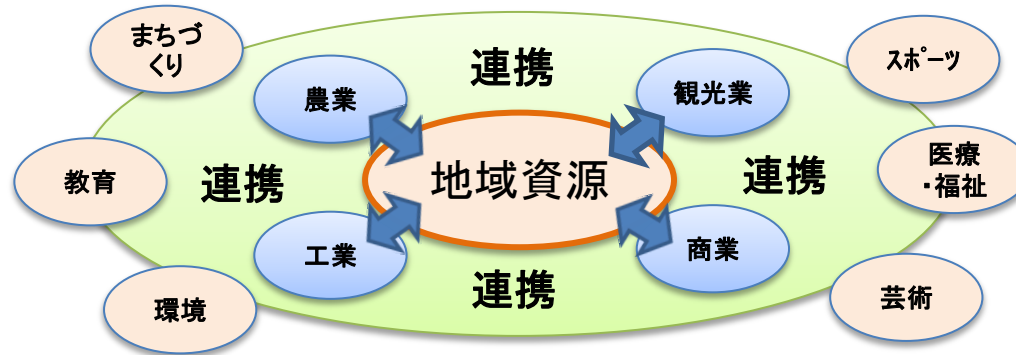 まちづ
くり
連携
スポーツ
農業
観光業
教育
連携
地域資源
連携
医療
・福祉
工業
商業
環境
連携
芸術